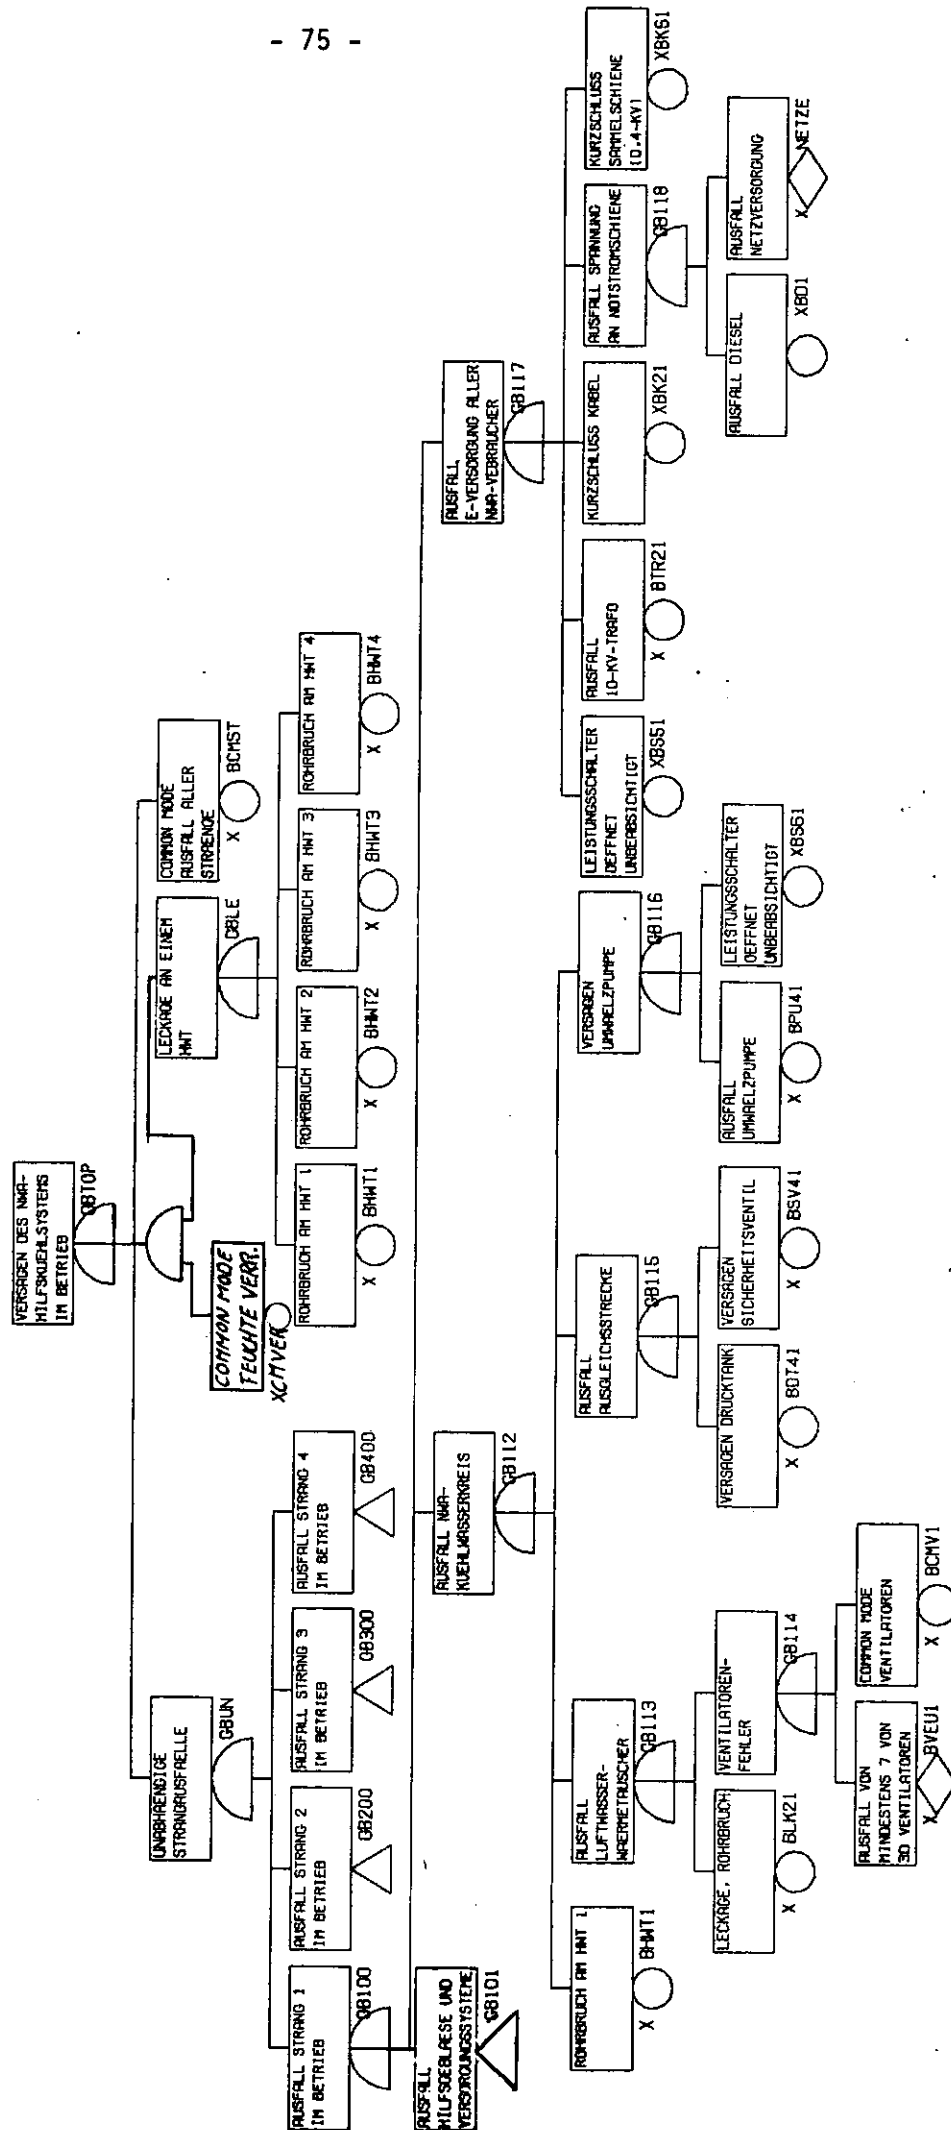 - 75 -
VERSAGEN DES NWA-
HILFSKUEHLSYSTEMS
IM BETRIEB
GBTOP
UNABHAENGIGE
STRANGAUSFAELLE
GBUN
COMMON MODE
FEUCHTE VERR.
XCMVER
LECKAGE AN EINEM
HWT
GBLE
COMMON MODE
AUSFALL ALLER
STRAENGE
X BCMST
AUSFALL STRANG 1
IM BETRIEB
GB100
AUSFALL STRANG 2
IM BETRIEB
GB200
AUSFALL STRANG 3
IM BETRIEB
GB300
AUSFALL STRANG 4
IM BETRIEB
GB400
ROHRBRUCH AM HWT 1
X BHWT1
ROHRBRUCH AM HWT 2
X BHWT2
ROHRBRUCH AM HWT 3
X BHWT3
ROHRBRUCH AM HWT 4
X BHWT4
AUSFALL
HILFSGEBLAESE UND
VERSORGUNGSSYSTEME
GB101
AUSFALL NWA-
KUEHLWASSERKREIS
GB112
AUSFALL
E-VERSORGUNG ALLER
NWA-VEBRAUCHER
GB117
ROHRBRUCH AM HWT 1
X BHWT1
AUSFALL
LUFTWASSER-
WAERMETAUSCHER
GB113
AUSFALL
AUSGLEICHSSTRECKE
GB115
VERSAGEN
UMWAELZPUMPE
GB116
LEISTUNGSSCHALTER
OEFFNET
UNBEABSICHTIGT
XBS51
AUSFALL
10-KV-TRAFO
X BTR21
KURZSCHLUSS KABEL
XBK21
AUSFALL SPANNUNG
AN NOTSTROMSCHIENE
GB118
KURZSCHLUSS
SAMMELSCHIENE
(0.4-KV)
XBK61
LECKAGE, ROHRBRUCH
X BLK21
VENTILATOREN-
FEHLER
GB114
VERSAGEN DRUCKTANK
X BDT41
VERSAGEN
SICHERHEITSVENTIL
X BSV41
AUSFALL
UMWAELZPUMPE
X BPU41
LEISTUNGSSCHALTER
OEFFNET
UNBEABSICHTIGT
XBS61
AUSFALL DIESEL
XBD1
AUSFALL
NETZVERSORGUNG
X NETZE
AUSFALL VON
MINDESTENS 7 VON
30 VENTILATOREN
X BVEU1
COMMON MODE
VENTILATOREN
X BCMV1